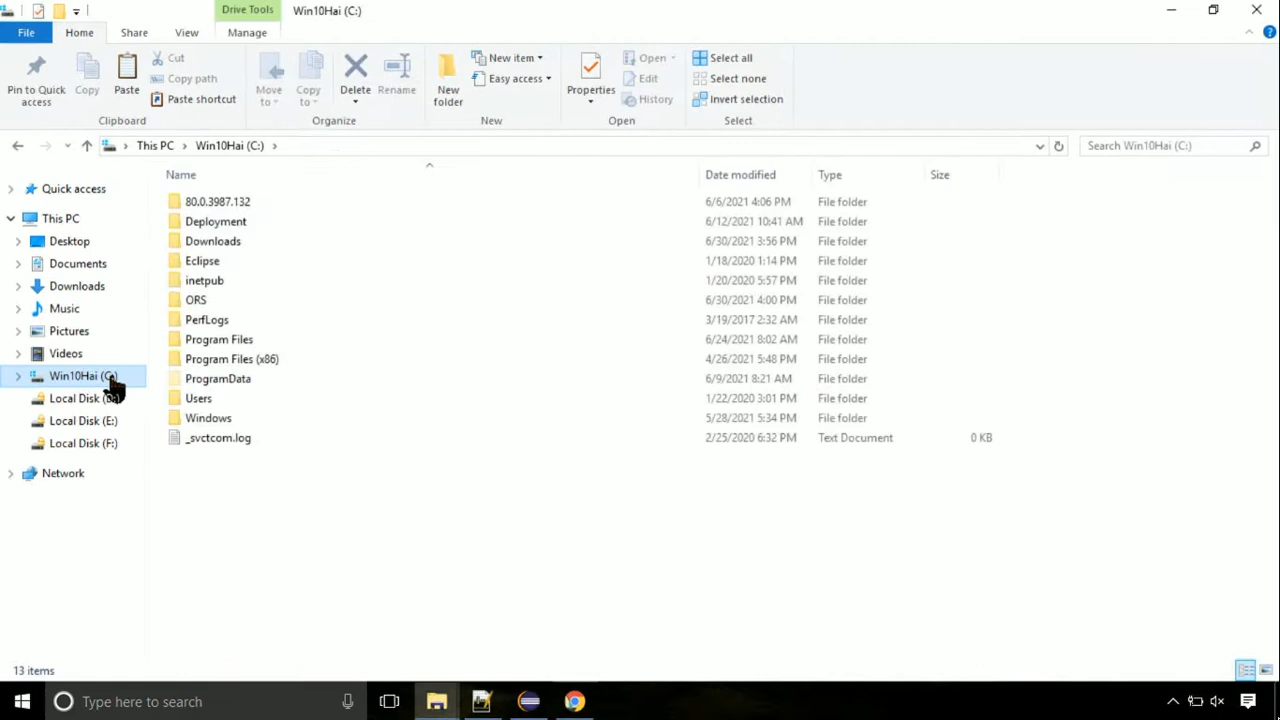 Drive Tools
Win10Hai (C:)
File
Home
Share
View
Manage
Pin to Quick access
Copy
Paste
Cut
Copy path
Paste shortcut
Clipboard
Move to
Copy to
Delete
Rename
Organize
New folder
New item
Easy access
New
Properties
Open
Edit
History
Open
Select all
Select none
Invert selection
Select
This PC
Win10Hai (C:)
Search Win10Hai (C:)
Name Date modified Type Size
Quick access
This PC
Desktop
Documents
Downloads
Music
Pictures
Videos
Win10Hai (C:)
Local Disk
Local Disk (E:)
Local Disk (F:)
Network
80.0.3987.132 6/6/2021 4:06 PM File folder
Deployment 6/12/2021 10:41 AM File folder
Downloads 6/30/2021 3:56 PM File folder
Eclipse 1/18/2020 1:14 PM File folder
inetpub 1/20/2020 5:57 PM File folder
ORS 6/30/2021 4:00 PM File folder
PerfLogs 3/19/2017 2:32 AM File folder
Program Files 6/24/2021 8:02 AM File folder
Program Files (x86) 4/26/2021 5:48 PM File folder
ProgramData 6/9/2021 8:21 AM File folder
Users 1/22/2020 3:01 PM File folder
Windows 5/28/2021 5:34 PM File folder
_svctcom.log 2/25/2020 6:32 PM Text Document 0 KB
13 items
Type here to search